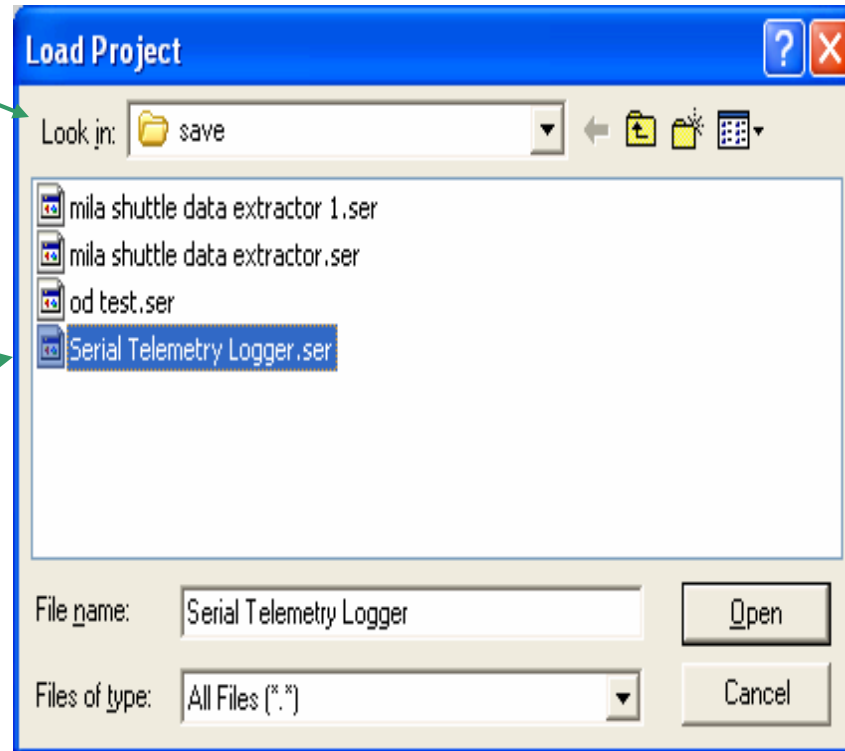 Load Project
Look in: save
mila shuttle data extractor 1.ser
mila shuttle data extractor.ser
od test.ser
Serial Telemetry Logger.ser
File name: Serial Telemetry Logger Open
Files of type: All Files (*.*) Cancel